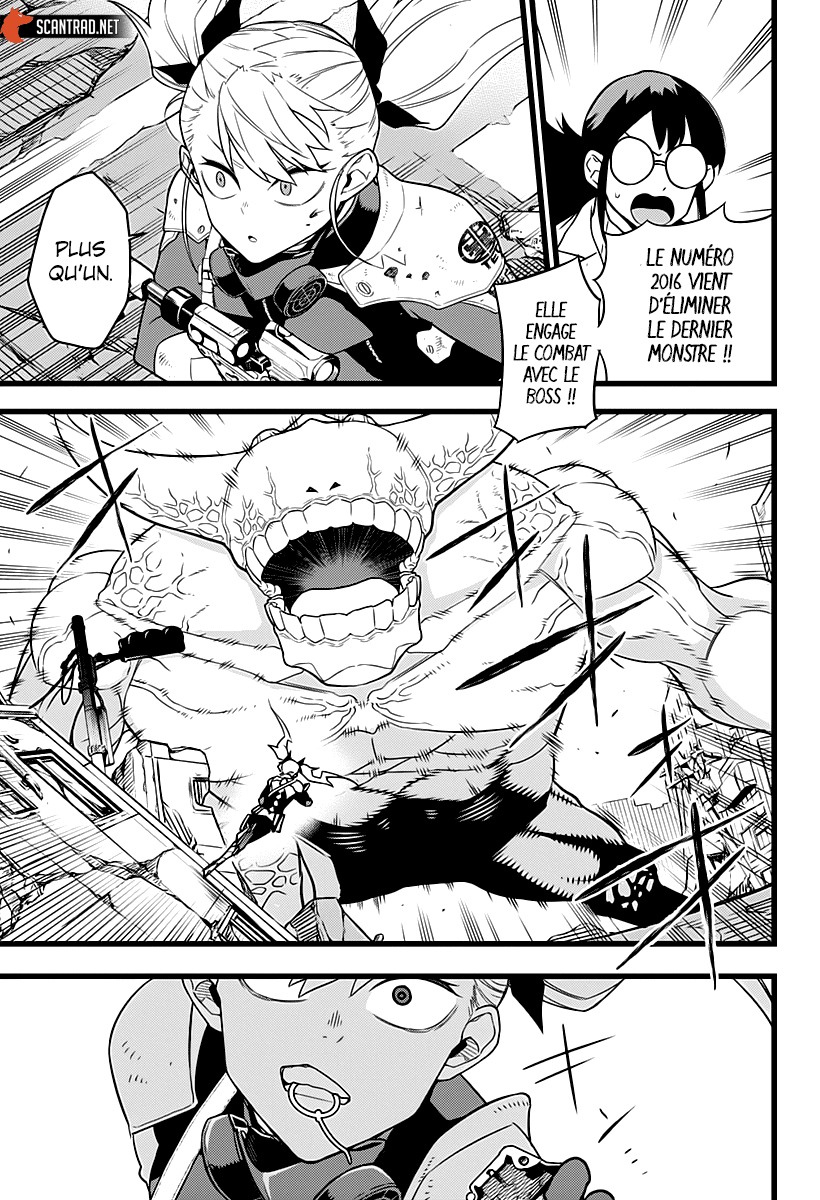 SCANTRAD.NET
LE NUMÉRO
2016 VIENT
D'ÉLIMINER
LE DERNIER
MONSTRE !!
ELLE
ENGAGE
LE COMBAT
AVEC LE
BOSS !!
PLUS
QU'UN.